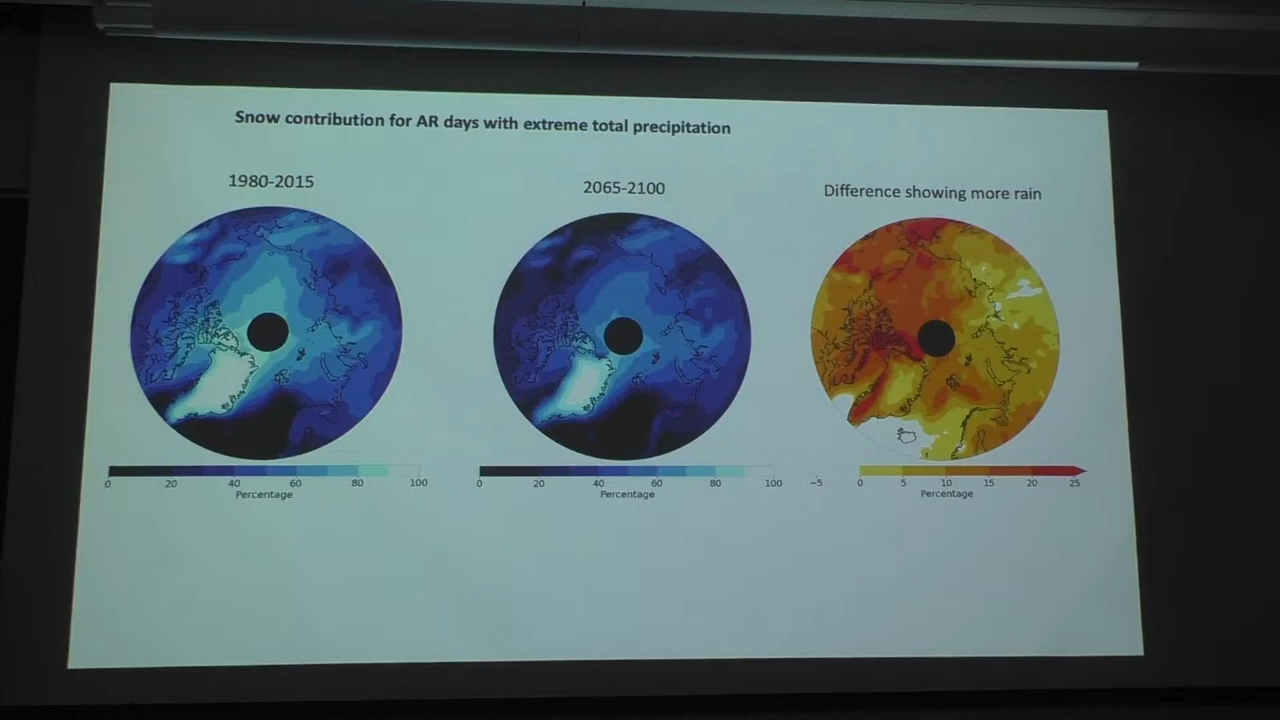 Snow contribution for AR days with extreme total precipitation
1980-2015
2065-2100
Difference showing more rain
0 20 40 60 80 100
Percentage
0 20 40 60 80 100
Percentage
−5 0 5 10 15 20 25
Percentage